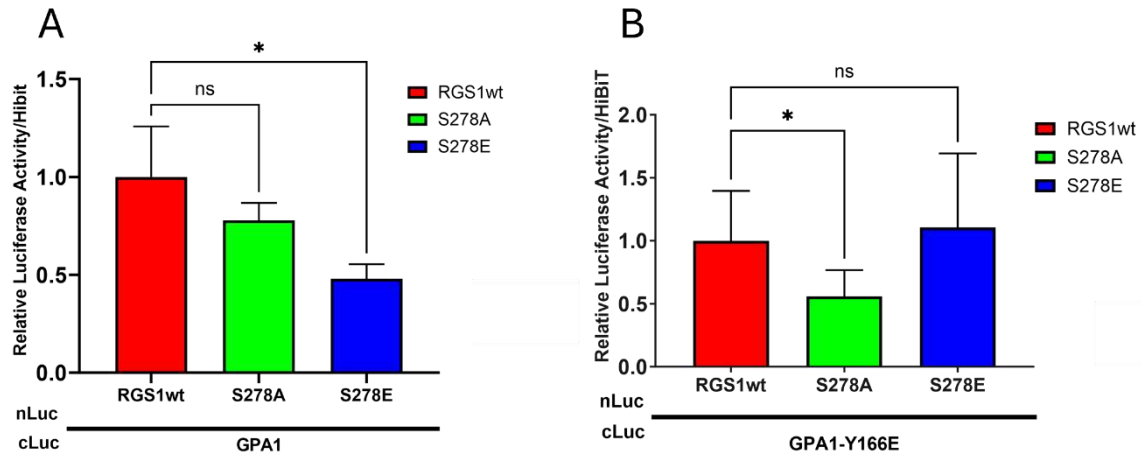 A
*
ns
1.5
1.0
0.5
0.0
Relative Luciferase Activity/Hibit
RGS1wt
S278A
S278E
RGS1wt S278A S278E
nLuc
cLuc GPA1
B
ns
*
2.0
1.5
1.0
0.5
0.0
Relative Luciferase Activity/HiBiT
RGS1wt
S278A
S278E
RGS1wt S278A S278E
nLuc
cLuc GPA1-Y166E